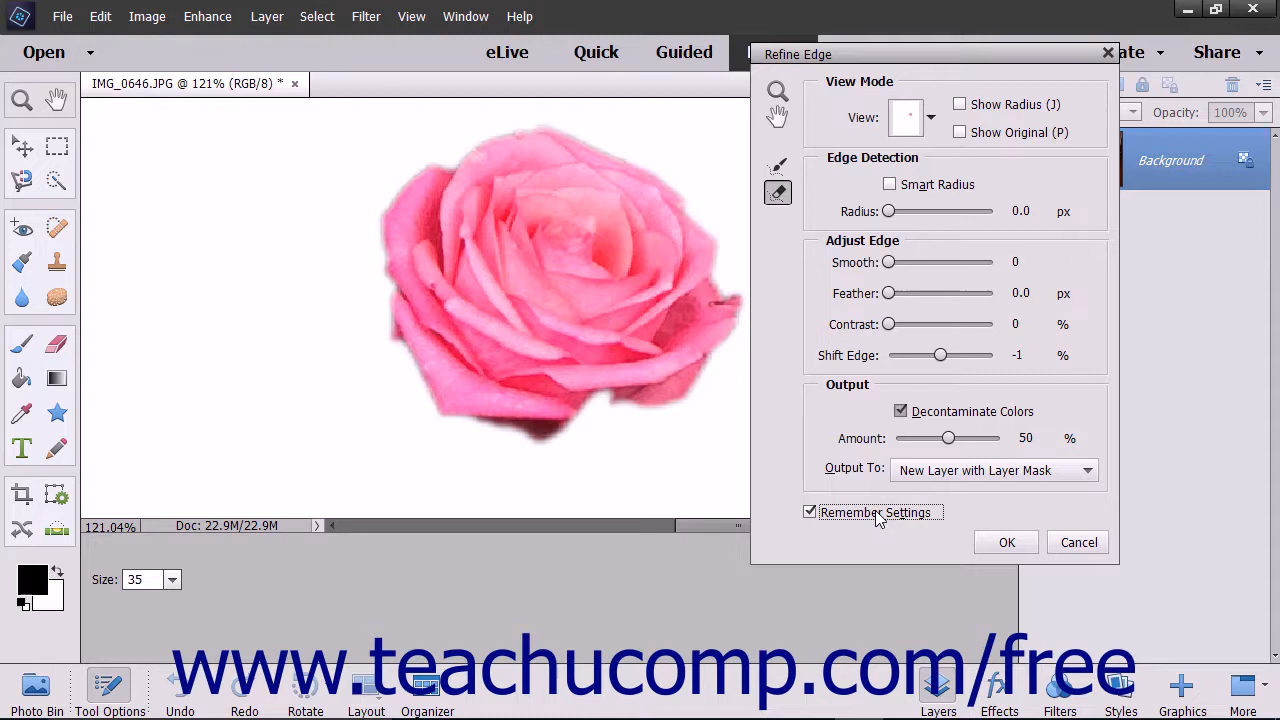 File Edit Image Enhance Layer Select Filter View Window Help
Open eLive Quick Guided ate Share
IMG_0646.JPG @ 121% (RGB/8) * ×
Refine Edge
View Mode
View:
Show Radius (J)
Show Original (P)
Edge Detection
Smart Radius
Radius: 0.0 px
Adjust Edge
Smooth: 0
Feather: 0.0 px
Contrast: 0 %
Shift Edge: -1 %
Output
Decontaminate Colors
Amount: 50 %
Output To: New Layer with Layer Mask
Remember Settings
OK Cancel
Opacity: 100%
Background
121.04% Doc: 22.9M/22.9M
Size: 35
www.teachucomp.com/free
Photo Bin Tool Options Undo Redo Rotate Layout Organizer Layers Effects Filters Styles Graphics More